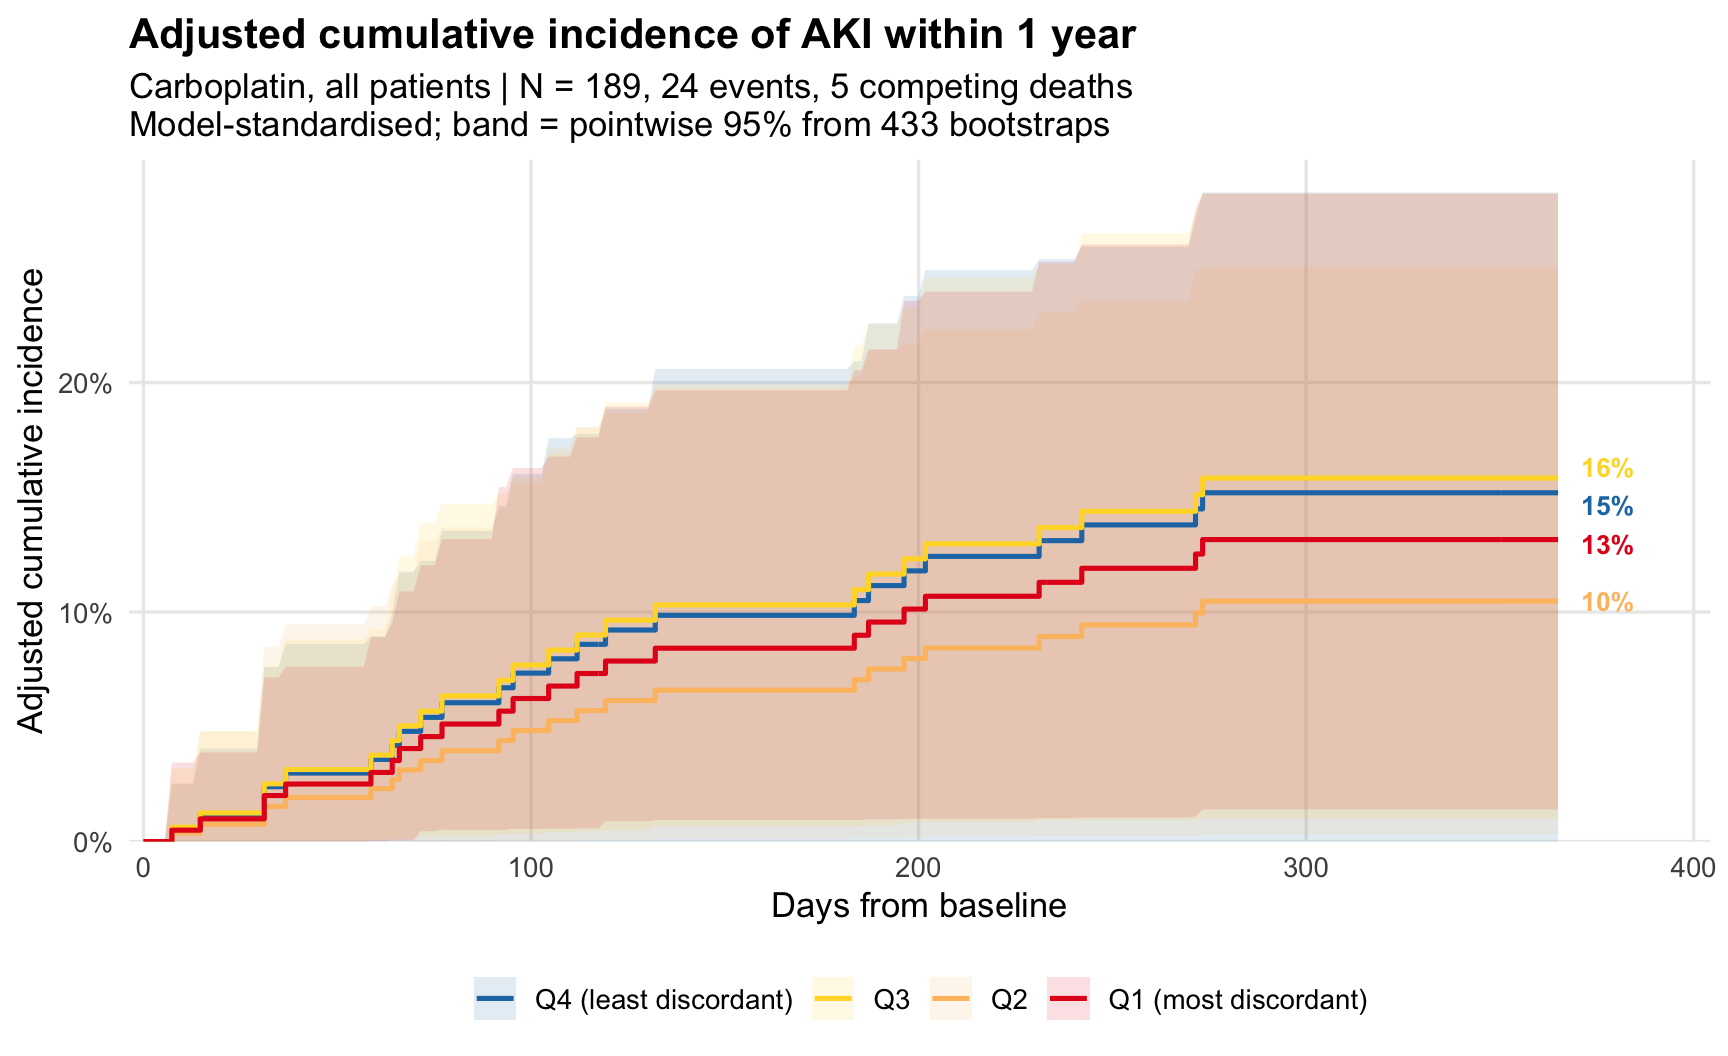 Adjusted cumulative incidence of AKI within 1 year
Carboplatin, all patients | N = 189, 24 events, 5 competing deaths
Model-standardised; band = pointwise 95% from 433 bootstraps
Adjusted cumulative incidence
20%
10%
0%
16%
15%
13%
10%
0 100 200 300 400
Days from baseline
Q4 (least discordant) Q3 Q2 Q1 (most discordant)